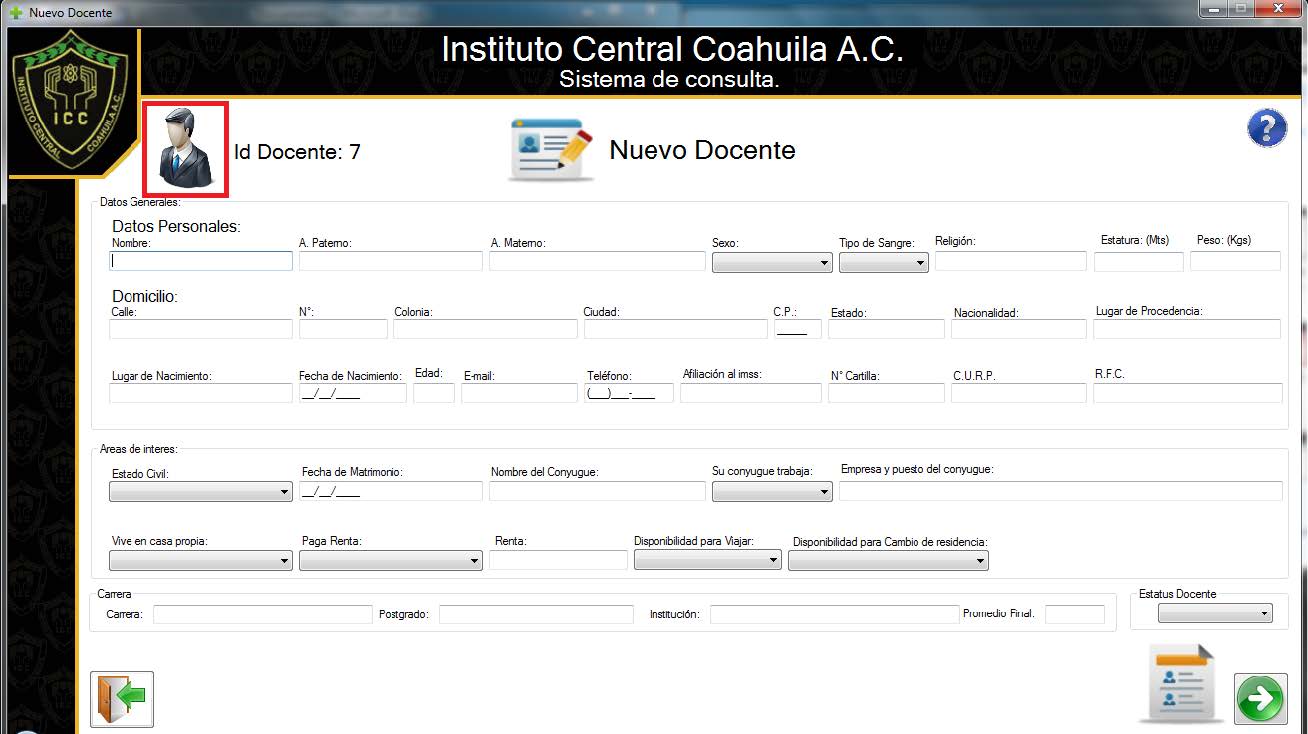 Nuevo Docente
Instituto Central Coahuila A.C.
Sistema de consulta.
INSTITUTO CENTRAL COAHUILA A.C.
ICC
Id Docente: 7
Nuevo Docente
?
Datos Generales:
Datos Personales:
Nombre: A. Paterno: A. Materno: Sexo: Tipo de Sangre: Religión: Estatura: (Mts) Peso: (Kgs)
Domicilio:
Calle: N°: Colonia: Ciudad: C.P.: Estado: Nacionalidad: Lugar de Procedencia:
_____
Lugar de Nacimiento: Fecha de Nacimiento: Edad: E-mail: Teléfono: Afiliación al imss: N° Cartilla: C.U.R.P. R.F.C.
__/__/____ (___)___-____
Areas de interes:
Estado Civil: Fecha de Matrimonio: Nombre del Conyugue: Su conyugue trabaja: Empresa y puesto del conyugue:
__/__/____
Vive en casa propia: Paga Renta: Renta: Disponibilidad para Viajar: Disponibilidad para Cambio de residencia:
Carrera
Carrera: Postgrado: Institución: Promedio Final:
Estatus Docente